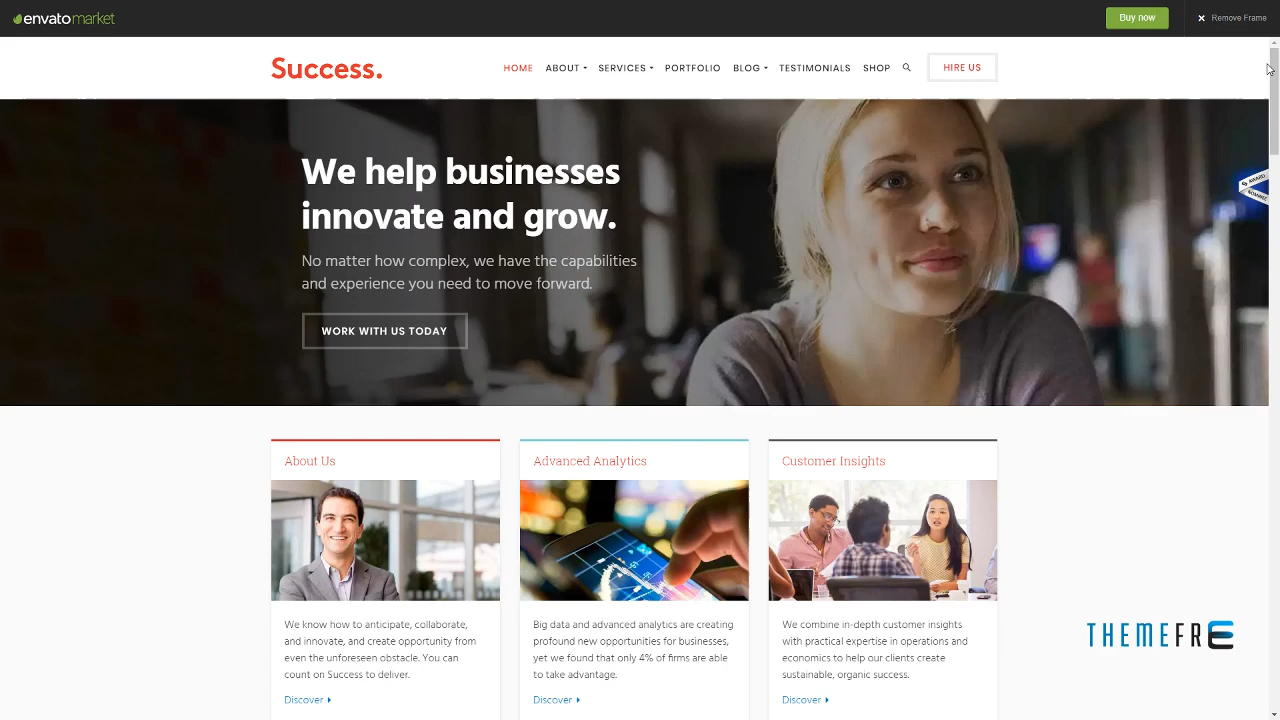 envatomarket
Buy now
Remove Frame
Success.
HOME ABOUT SERVICES PORTFOLIO BLOG TESTIMONIALS SHOP HIRE US
We help businesses
innovate and grow.
No matter how complex, we have the capabilities
and experience you need to move forward.
WORK WITH US TODAY
About Us
We know how to anticipate, collaborate,
and innovate, and create opportunity from
even the unforeseen obstacle. You can
count on Success to deliver.
Discover
Advanced Analytics
Big data and advanced analytics are creating
profound new opportunities for businesses,
yet we found that only 4% of firms are able
to take advantage.
Discover
Customer Insights
We combine in-depth customer insights
with practical expertise in operations and
economics to help our clients create
sustainable, organic success.
Discover
THEMEFRE